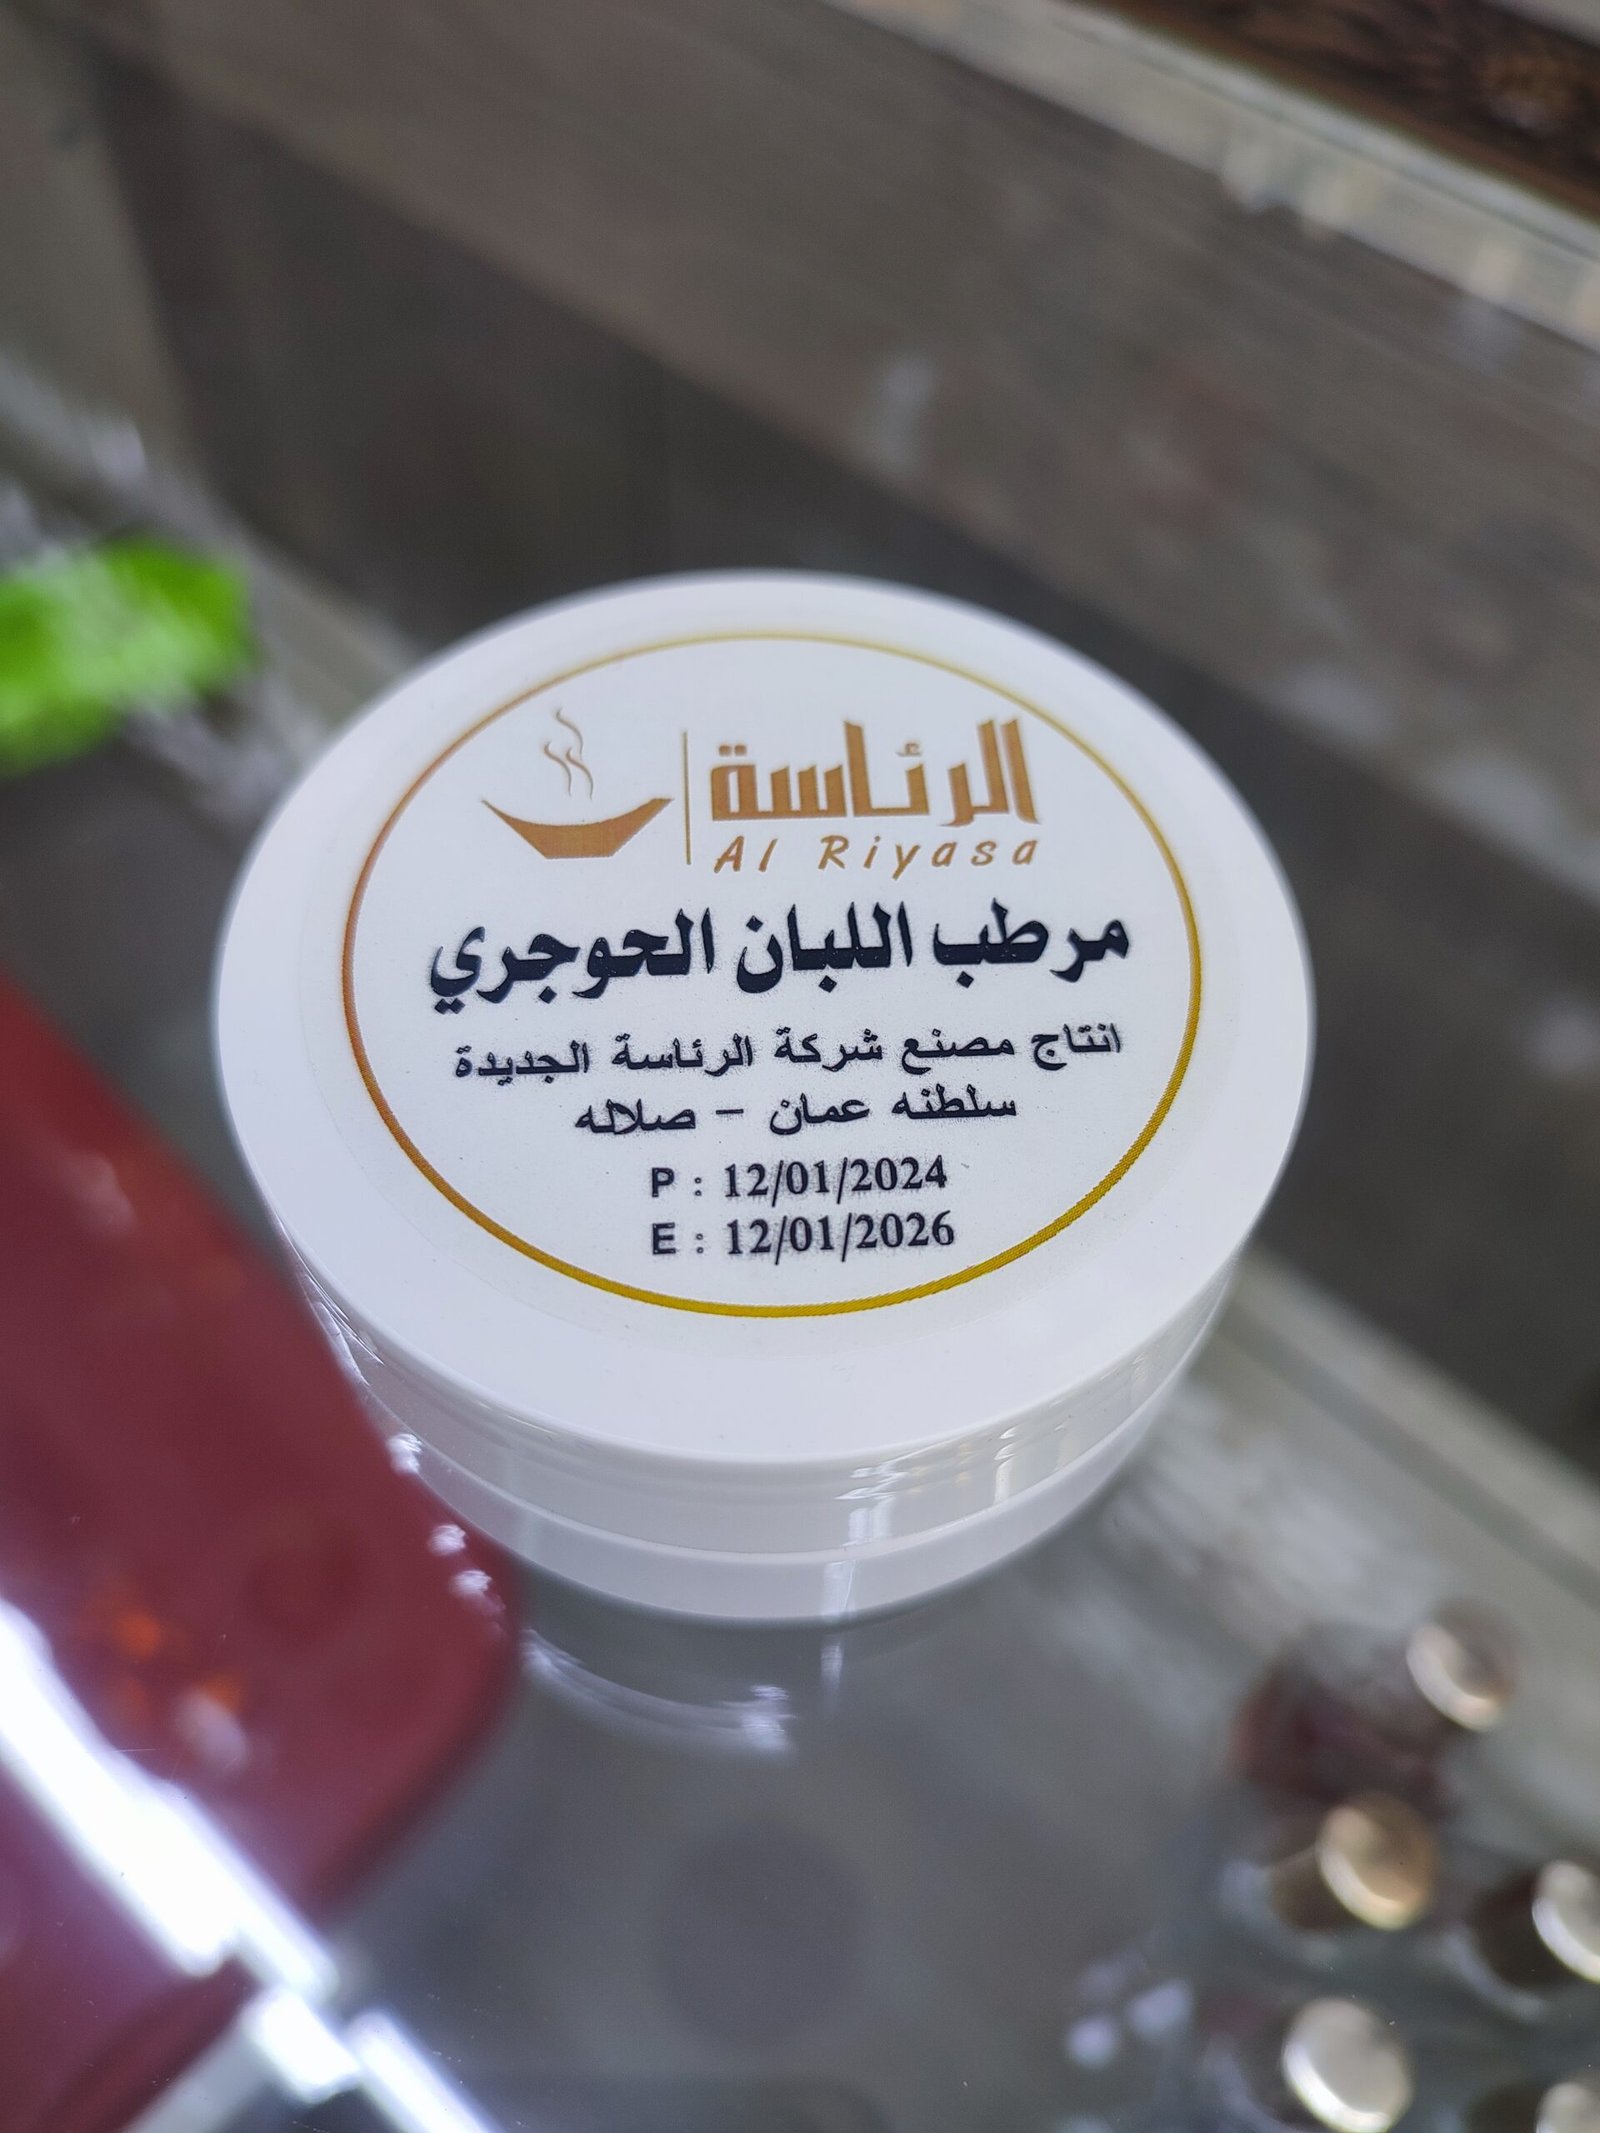 الرئاسة
Al Riyasa
مرطب اللبان الحوجري
انتاج مصنع شركة الرئاسة الجديدة
سلطنه عمان - صلاله
P : 12/01/2024
E : 12/01/2026